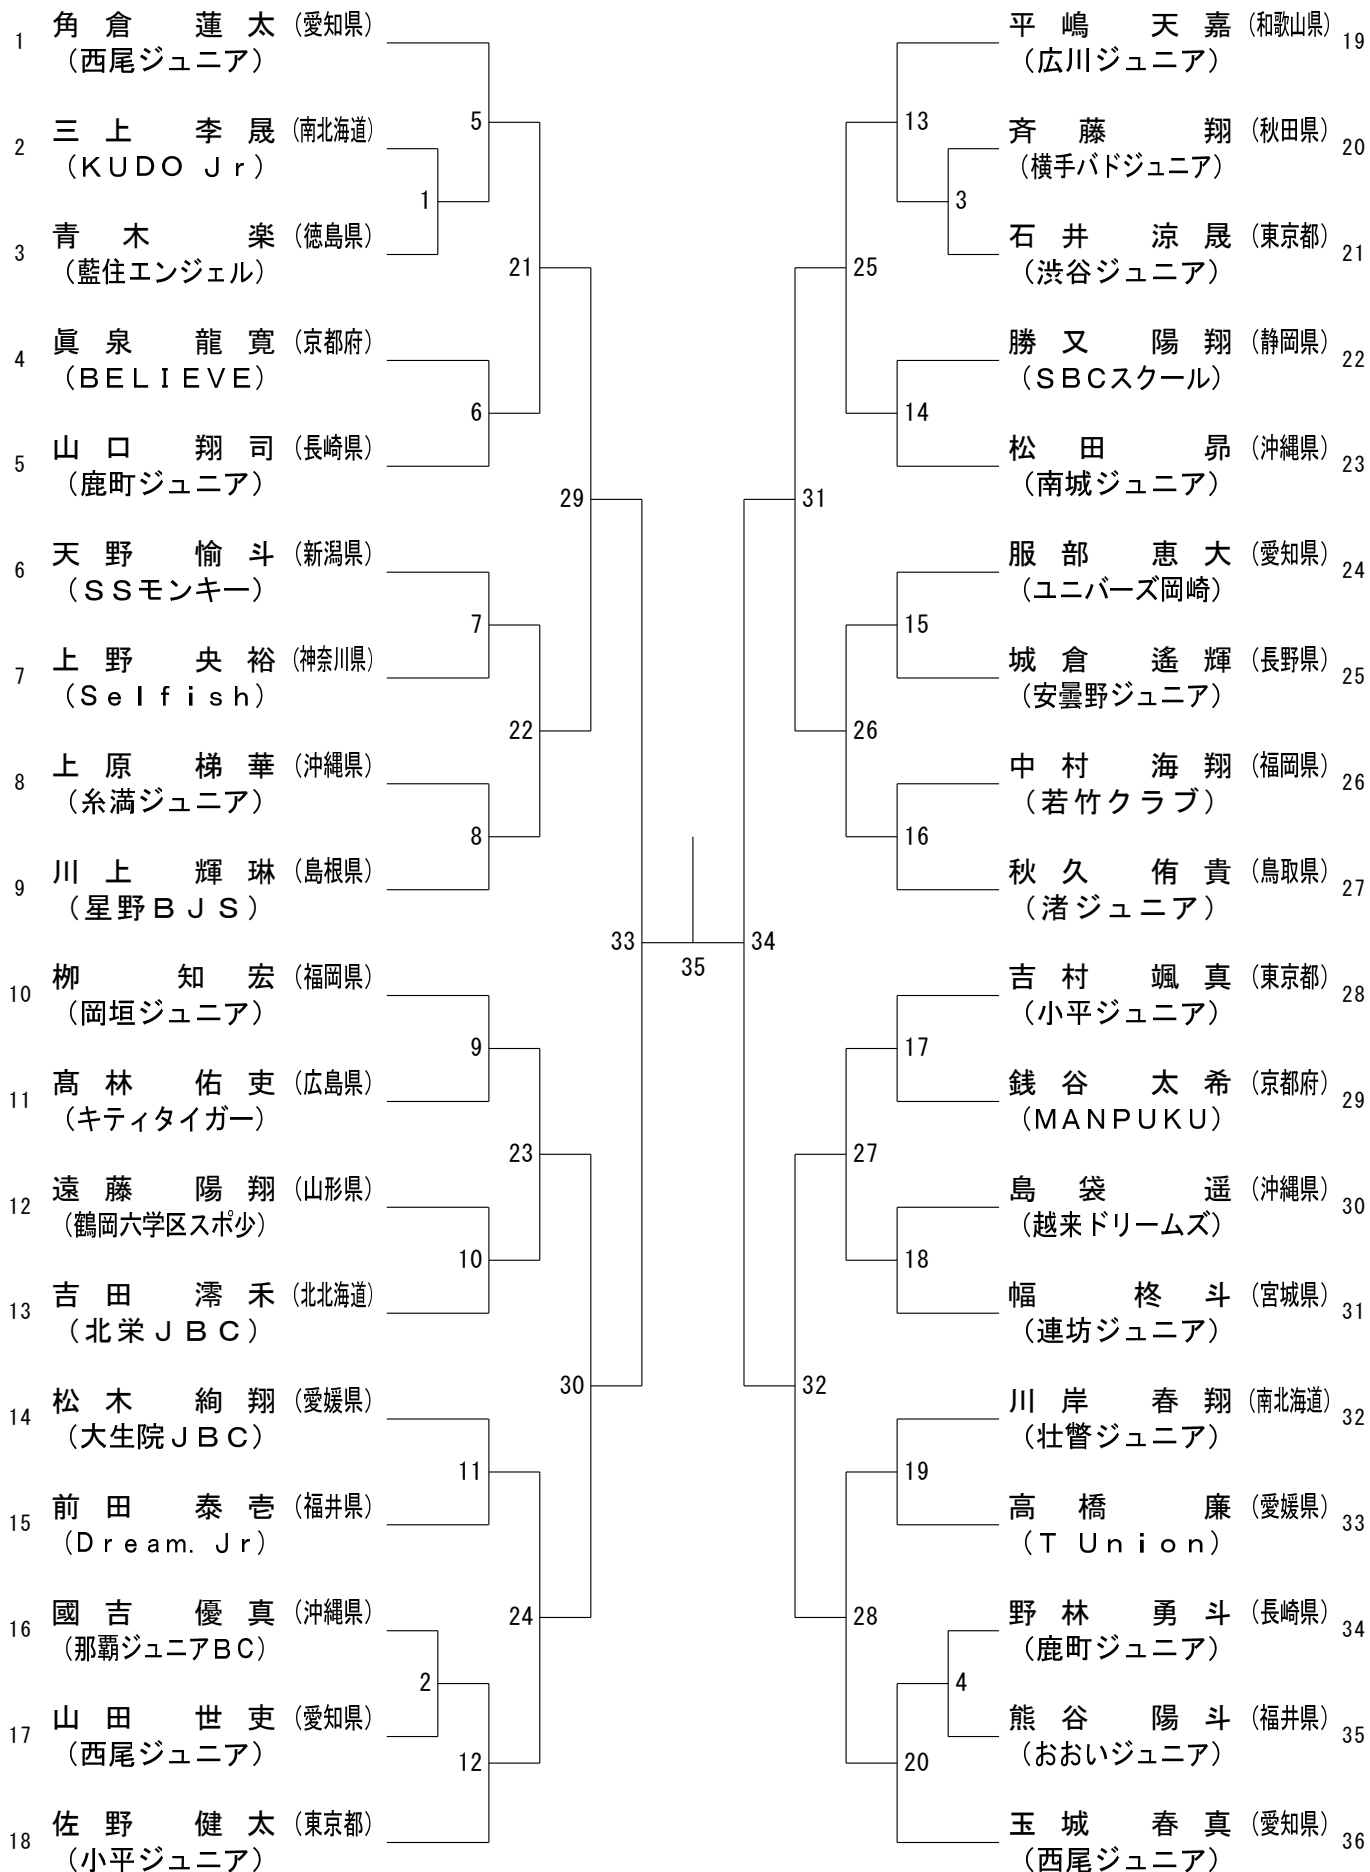 1 角倉 蓮太 (愛知県)
(西尾ジュニア)
2 三上 李晟 (南北海道)
(KUDO Jr)
3 青木 楽 (徳島県)
(藍住エンジェル)
4 眞泉 龍寛 (京都府)
(BELIEVE)
5 山口 翔司 (長崎県)
(鹿町ジュニア)
6 天野 愉斗 (新潟県)
(SSモンキー)
7 上野 央裕 (神奈川県)
(Selfish)
8 上原 梯華 (沖縄県)
(糸満ジュニア)
9 川上 輝琳 (島根県)
(星野BJS)
10 栁 知宏 (福岡県)
(岡垣ジュニア)
11 髙林 佑吏 (広島県)
(キティタイガー)
12 遠藤 陽翔 (山形県)
(鶴岡六学区スポ少)
13 吉田 澪禾 (北北海道)
(北栄JBC)
14 松木 絢翔 (愛媛県)
(大生院JBC)
15 前田 泰壱 (福井県)
(Dream. Jr)
16 國吉 優真 (沖縄県)
(那覇ジュニアBC)
17 山田 世吏 (愛知県)
(西尾ジュニア)
18 佐野 健太 (東京都)
(小平ジュニア)
1
2
5
6
7
8
9
10
11
12
21
22
23
24
29
30
33
35
34
31
32
25
26
27
28
13
14
15
16
17
18
19
20
3
4
平嶋 天嘉 (和歌山県) 19
(広川ジュニア)
斉藤 翔 (秋田県) 20
(横手バドジュニア)
石井 涼晟 (東京都) 21
(渋谷ジュニア)
勝又 陽翔 (静岡県) 22
(SBCスクール)
松田 昴 (沖縄県) 23
(南城ジュニア)
服部 恵大 (愛知県) 24
(ユニバーズ岡崎)
城倉 遙輝 (長野県) 25
(安曇野ジュニア)
中村 海翔 (福岡県) 26
(若竹クラブ)
秋久 侑貴 (鳥取県) 27
(渚ジュニア)
吉村 颯真 (東京都) 28
(小平ジュニア)
銭谷 太希 (京都府) 29
(MANPUKU)
島袋 遥 (沖縄県) 30
(越来ドリームズ)
幅 柊斗 (宮城県) 31
(連坊ジュニア)
川岸 春翔 (南北海道) 32
(壮瞥ジュニア)
高橋 廉 (愛媛県) 33
(T Union)
野林 勇斗 (長崎県) 34
(鹿町ジュニア)
熊谷 陽斗 (福井県) 35
(おおいジュニア)
玉城 春真 (愛知県) 36
(西尾ジュニア)